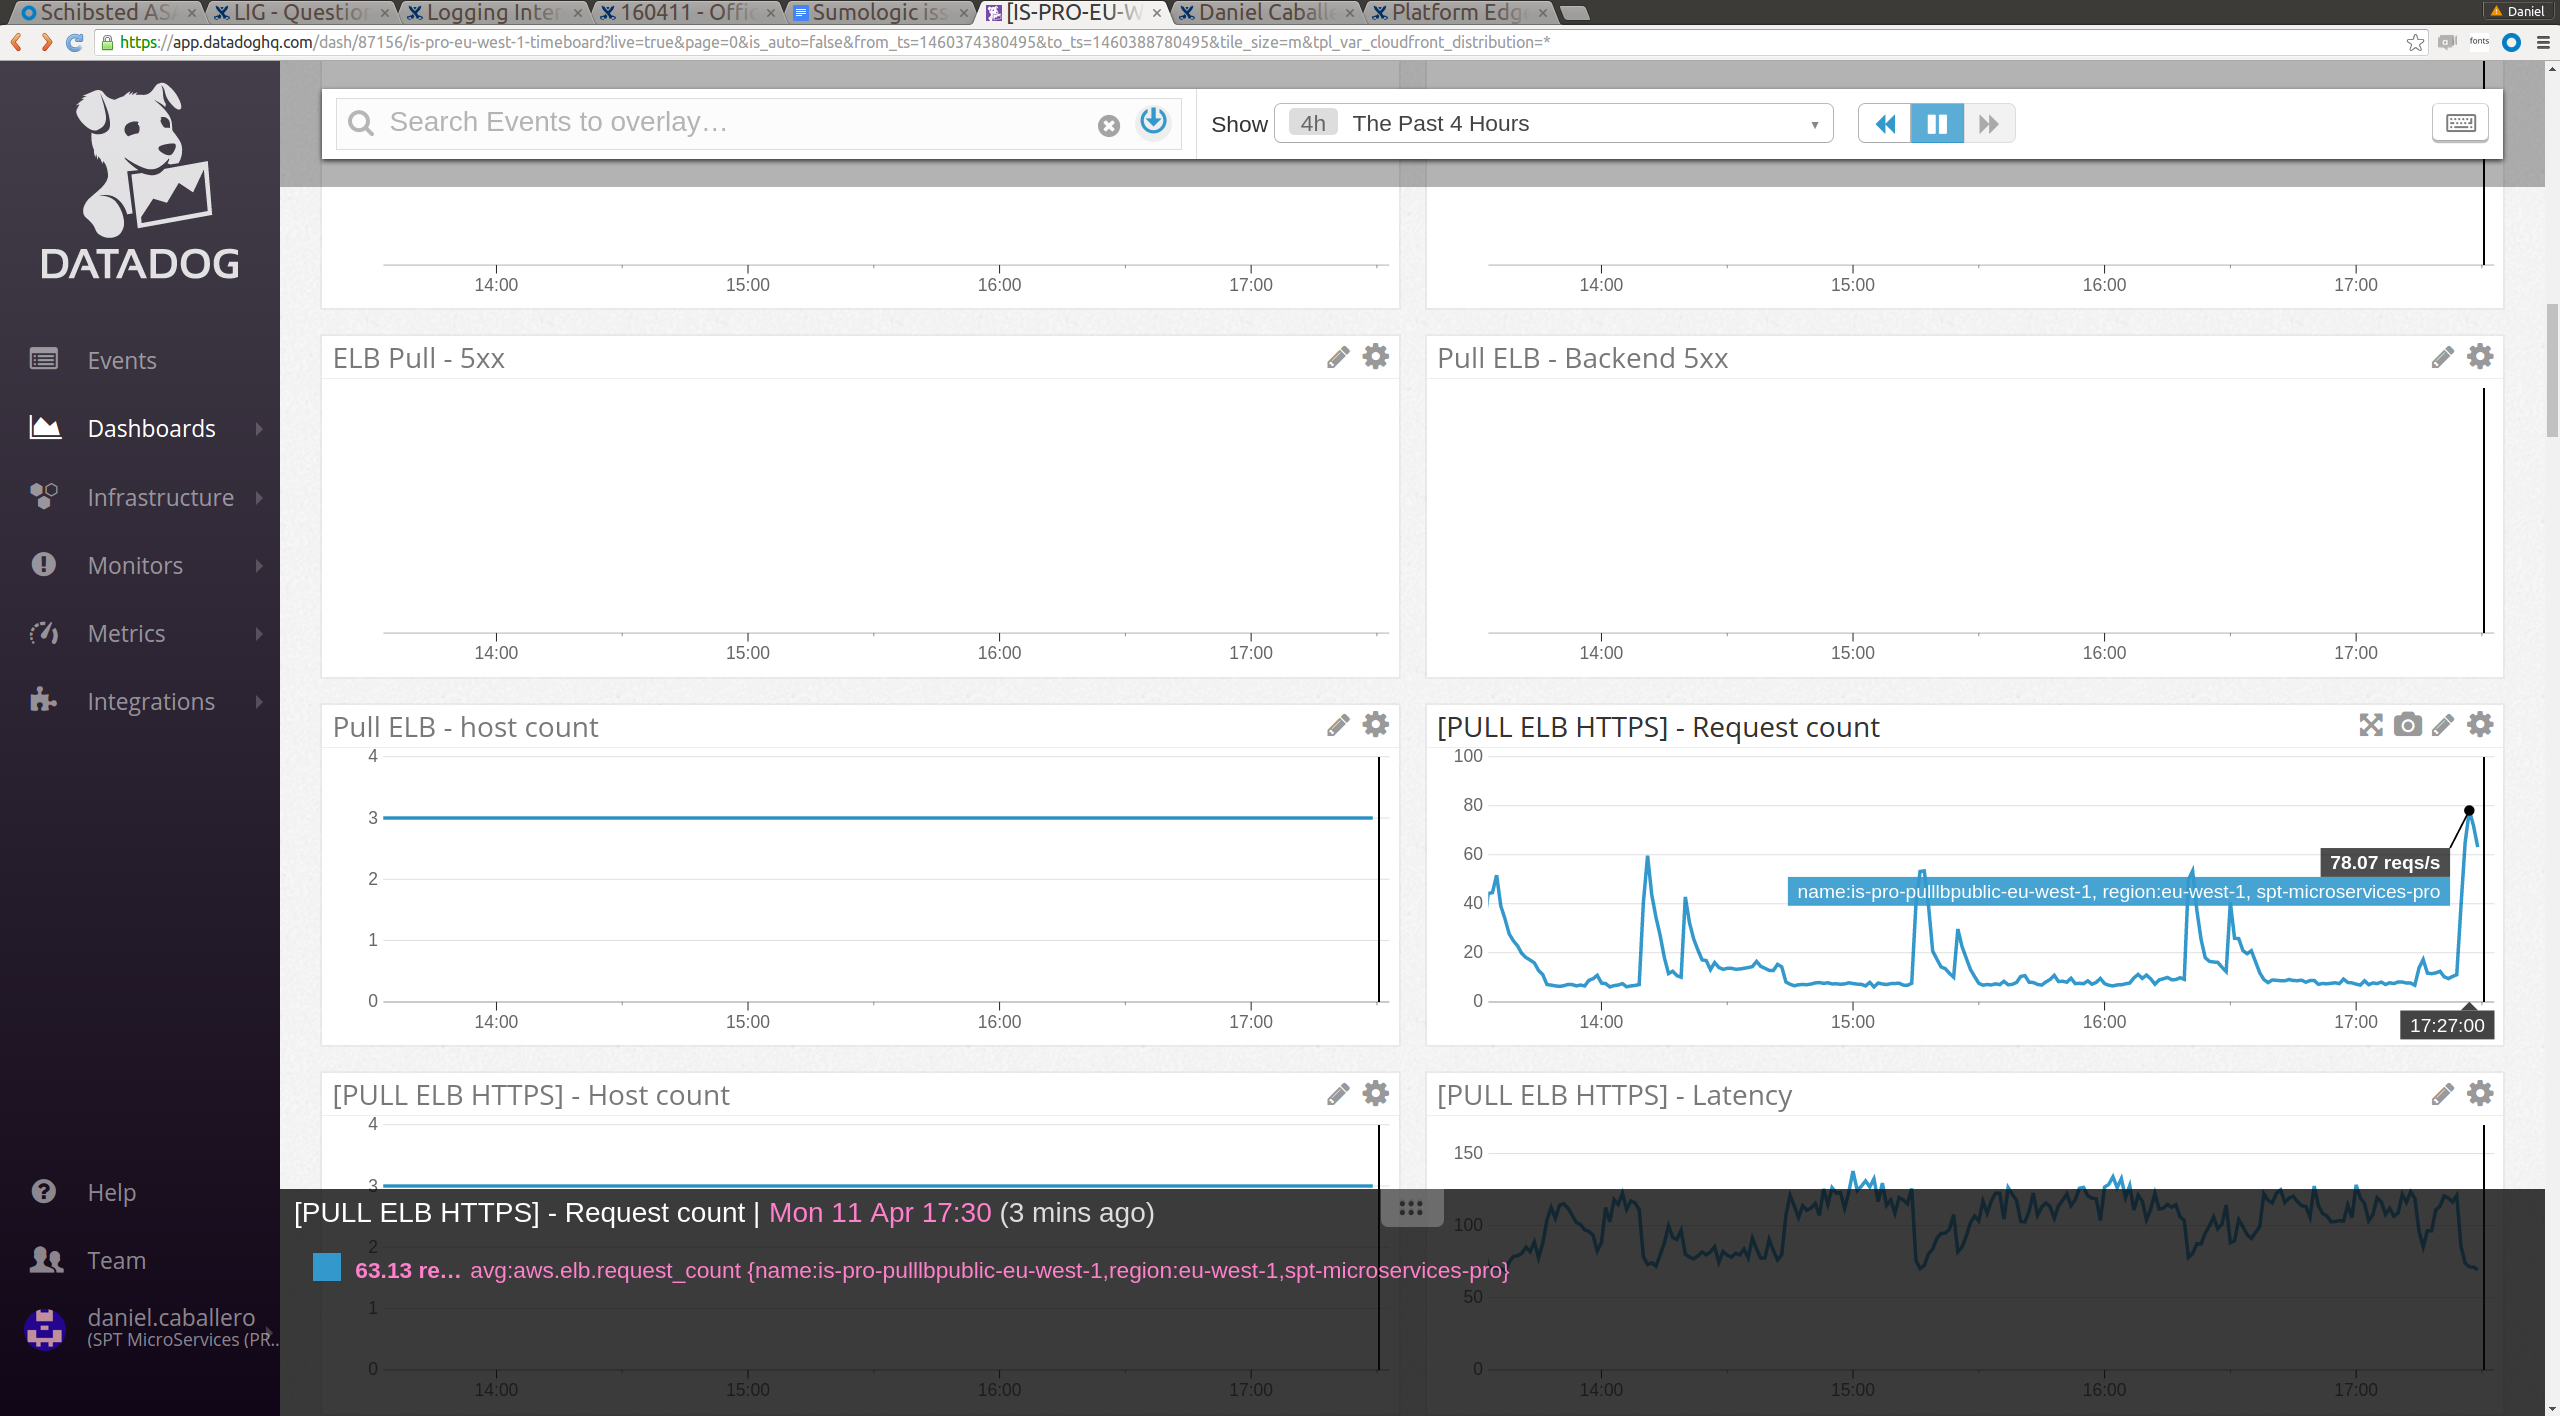 Schibsted ASA
LIG - Question
Logging Inter
160411 - Offic
Sumologic iss
[IS-PRO-EU-W
Daniel Caballe
Platform Edge
Daniel
https://app.datadoghq.com/dash/87156/is-pro-eu-west-1-timeboard?live=true&page=0&is_auto=false&from_ts=1460374380495&to_ts=1460388780495&tile_size=m&tpl_var_cloudfront_distribution=*
fonts
DATADOG
Search Events to overlay…
Show 4h The Past 4 Hours
14:00 15:00 16:00 17:00
14:00 15:00 16:00 17:00
Events
Dashboards
Infrastructure
Monitors
Metrics
Integrations
ELB Pull - 5xx
14:00 15:00 16:00 17:00
Pull ELB - Backend 5xx
14:00 15:00 16:00 17:00
Pull ELB - host count
4
3
2
1
0
14:00 15:00 16:00 17:00
[PULL ELB HTTPS] - Request count
100
80
60
40
20
0
78.07 reqs/s
name:is-pro-pulllbpublic-eu-west-1, region:eu-west-1, spt-microservices-pro
14:00 15:00 16:00 17:00 17:27:00
[PULL ELB HTTPS] - Host count
4
3
2
1
0
14:00 15:00 16:00 17:00
[PULL ELB HTTPS] - Latency
150
100
50
0
14:00 15:00 16:00 17:00
[PULL ELB HTTPS] - Request count | Mon 11 Apr 17:30 (3 mins ago)
63.13 re… avg:aws.elb.request_count {name:is-pro-pulllbpublic-eu-west-1,region:eu-west-1,spt-microservices-pro}
Help
Team
daniel.caballero
(SPT MicroServices (PR...